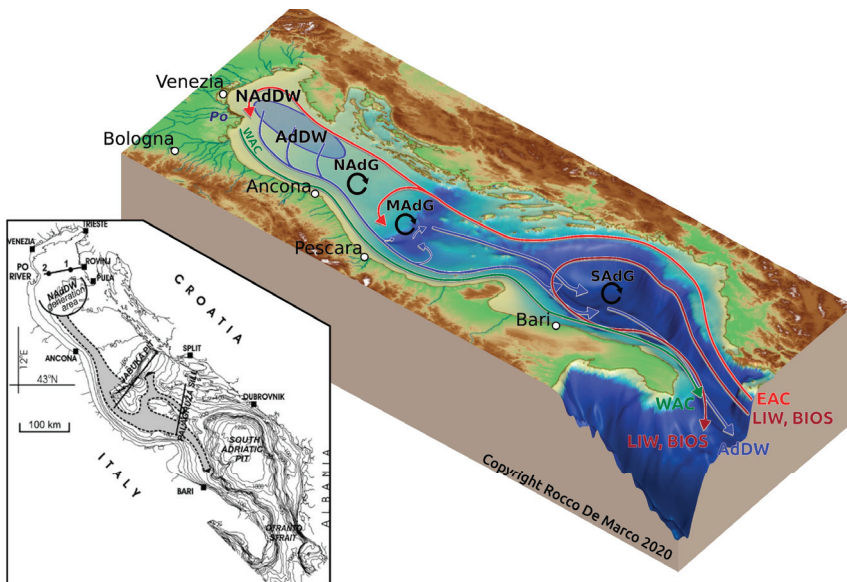 Venezia
NAdDW
Po
AdDW
Bologna
WAC
NAdG
Ancona
MAdG
Pescara
SAdG
Bari
WAC
EAC
LIW, BIOS
LIW, BIOS
AdDW
Copyright Rocco De Marco 2020
TRIESTE
VENEZIA
ROVINJ
2 1
PO
RIVER
PULA
NAdDW
generation
area
CROATIA
ANCONA
SPLIT
JABUKA PIT
12°E
43°N
DUBROVNIK
100 km
SOUTH
ADRIATIC
PIT
ITALY
BARI
ALBANIA
OTRANTO
STRAIT